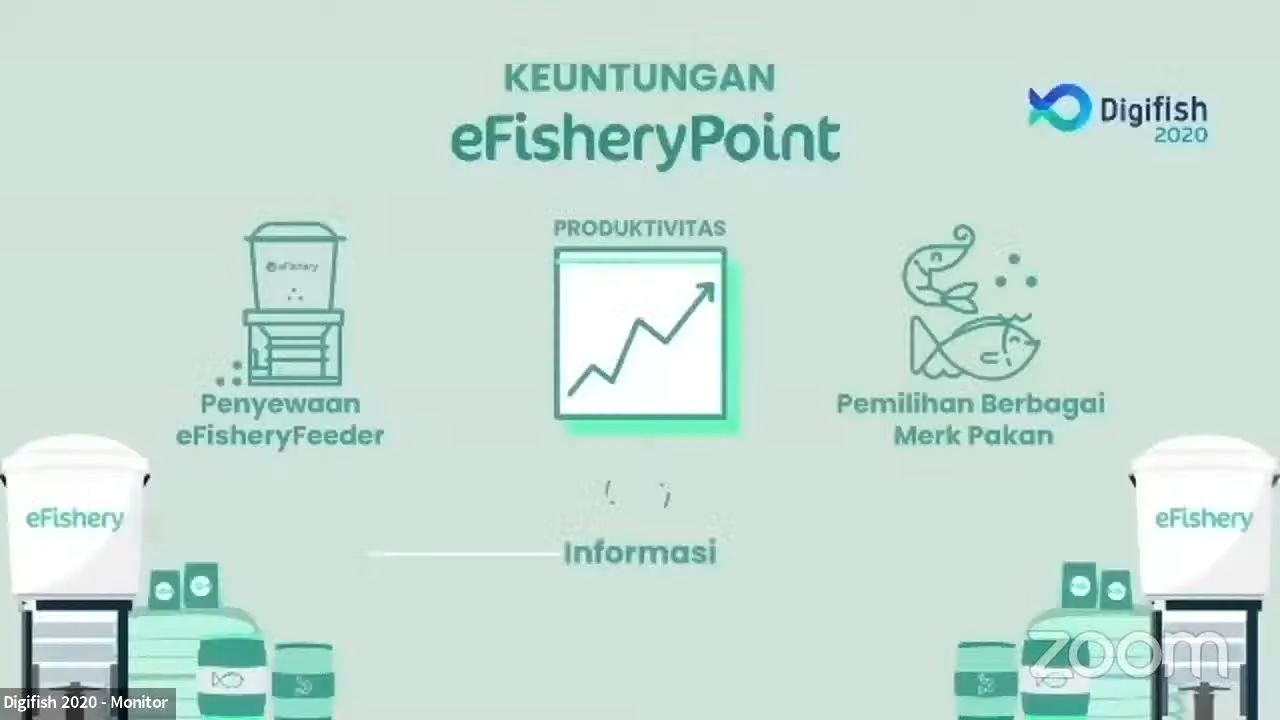 KEUNTUNGAN
eFisheryPoint
Digifish
2020
PRODUKTIVITAS
eFishery
Penyewaan
eFisheryFeeder
Pemilihan Berbagai
Merk Pakan
eFishery
eFishery
Informasi
zoom
Digifish 2020 - Monitor